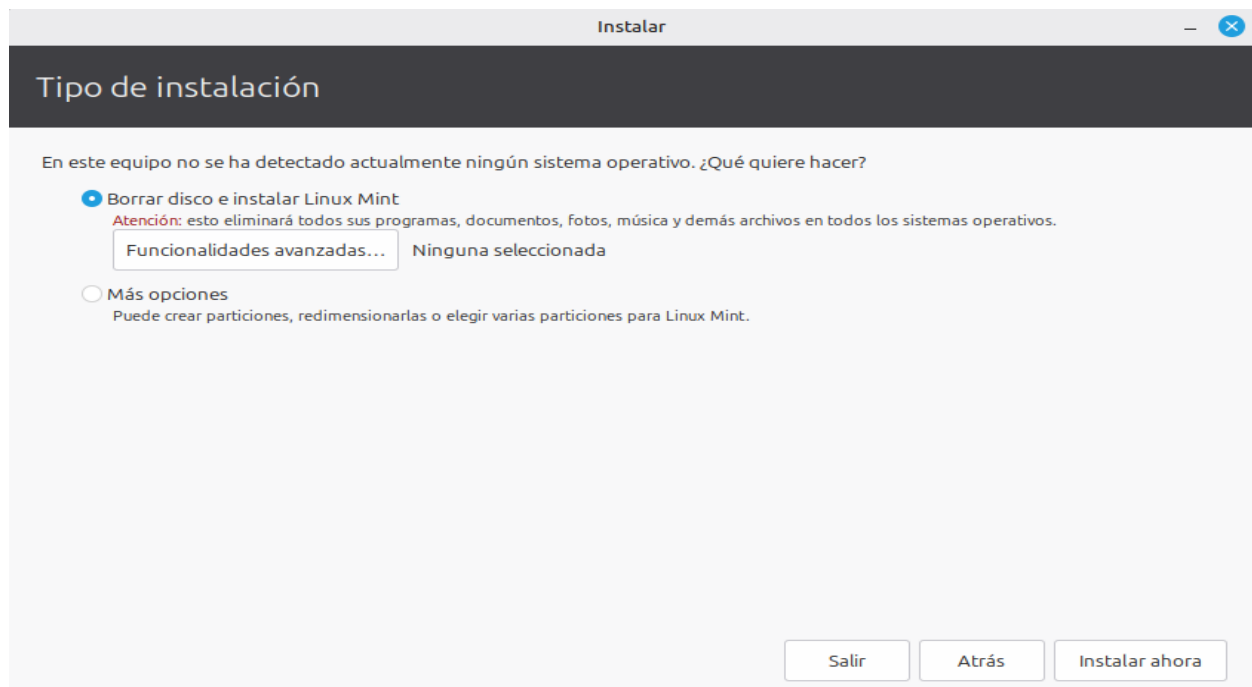 Instalar
Tipo de instalación
En este equipo no se ha detectado actualmente ningún sistema operativo. ¿Qué quiere hacer?
Borrar disco e instalar Linux Mint
Atención: esto eliminará todos sus programas, documentos, fotos, música y demás archivos en todos los sistemas operativos.
Funcionalidades avanzadas... Ninguna seleccionada
Más opciones
Puede crear particiones, redimensionarlas o elegir varias particiones para Linux Mint.
Salir Atrás Instalar ahora